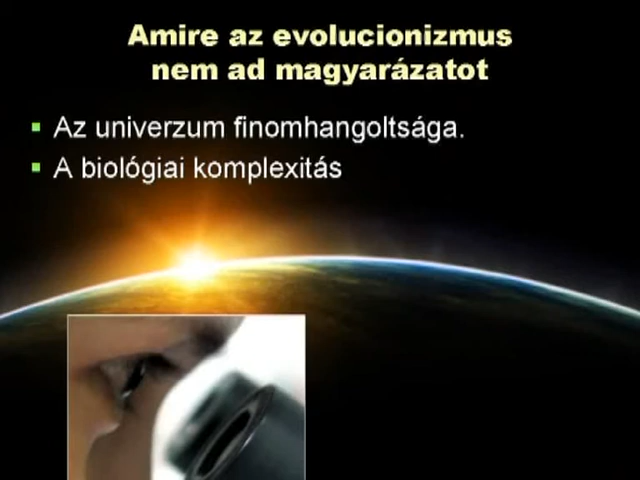 Amire az evolucionizmus
nem ad magyarázatot
Az univerzum finomhangoltsága.
A biológiai komplexitás